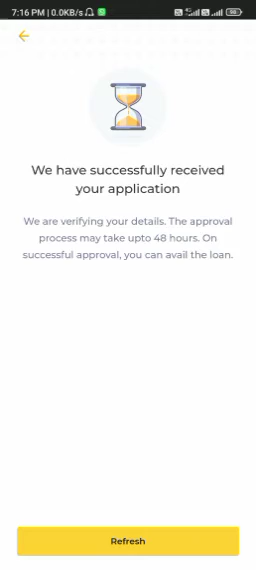 7:16 PM | 0.0KB/s
We have successfully received
your application
We are verifying your details. The approval
process may take upto 48 hours. On
successful approval, you can avail the loan.
Refresh